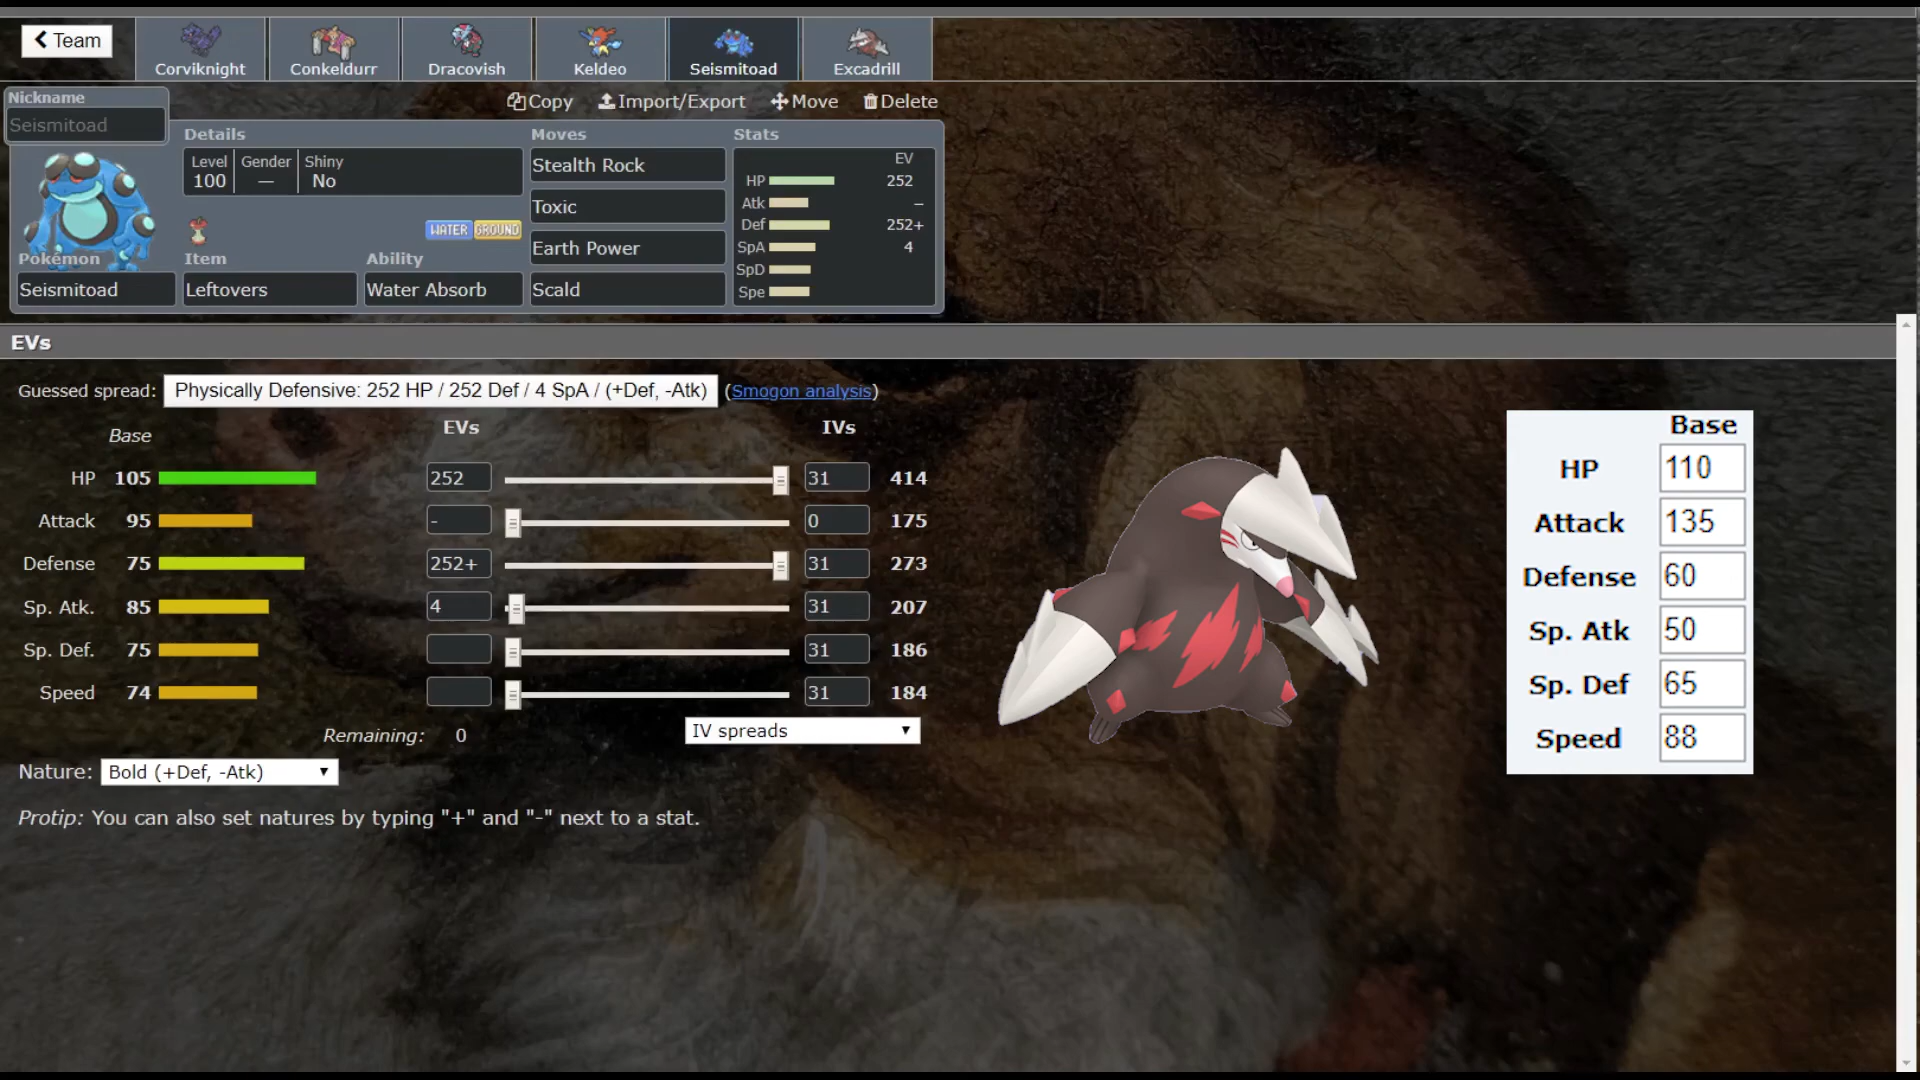 Team
Corviknight
Conkeldurr
Dracovish
Keldeo
Seismitoad
Excadrill
Nickname
Seismitoad
Copy
Import/Export
Move
Delete
Details
Level Gender Shiny
100 — No
WATER GROUND
Pokémon
Seismitoad
Item
Leftovers
Ability
Water Absorb
Moves
Stealth Rock
Toxic
Earth Power
Scald
Stats
EV
HP 252
Atk –
Def 252+
SpA 4
SpD
Spe
EVs
Guessed spread: Physically Defensive: 252 HP / 252 Def / 4 SpA / (+Def, -Atk) (Smogon analysis)
Base EVs IVs
HP 105 252 31 414
Attack 95 - 0 175
Defense 75 252+ 31 273
Sp. Atk. 85 4 31 207
Sp. Def. 75 31 186
Speed 74 31 184
Remaining: 0
IV spreads
Nature: Bold (+Def, -Atk)
Protip: You can also set natures by typing "+" and "-" next to a stat.
Base
HP 110
Attack 135
Defense 60
Sp. Atk 50
Sp. Def 65
Speed 88